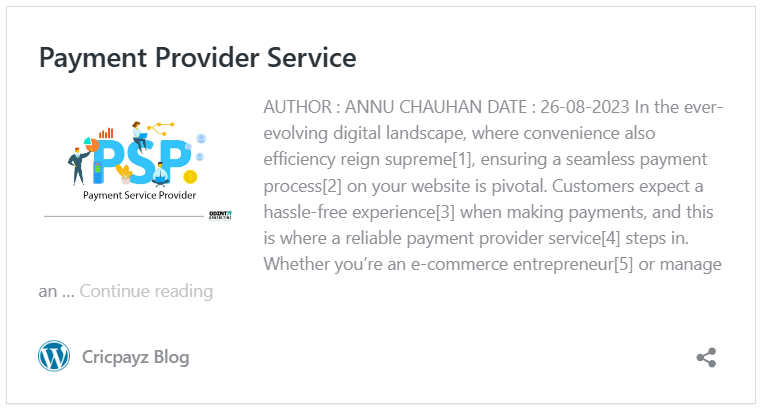 Payment Provider Service
PSP
Payment Service Provider
ODINT
CONSULTING
AUTHOR : ANNU CHAUHAN DATE : 26-08-2023 In the ever-
evolving digital landscape, where convenience also
efficiency reign supreme[1], ensuring a seamless payment
process[2] on your website is pivotal. Customers expect a
hassle-free experience[3] when making payments, and this
is where a reliable payment provider service[4] steps in.
Whether you’re an e-commerce entrepreneur[5] or manage
an … Continue reading
Cricpayz Blog